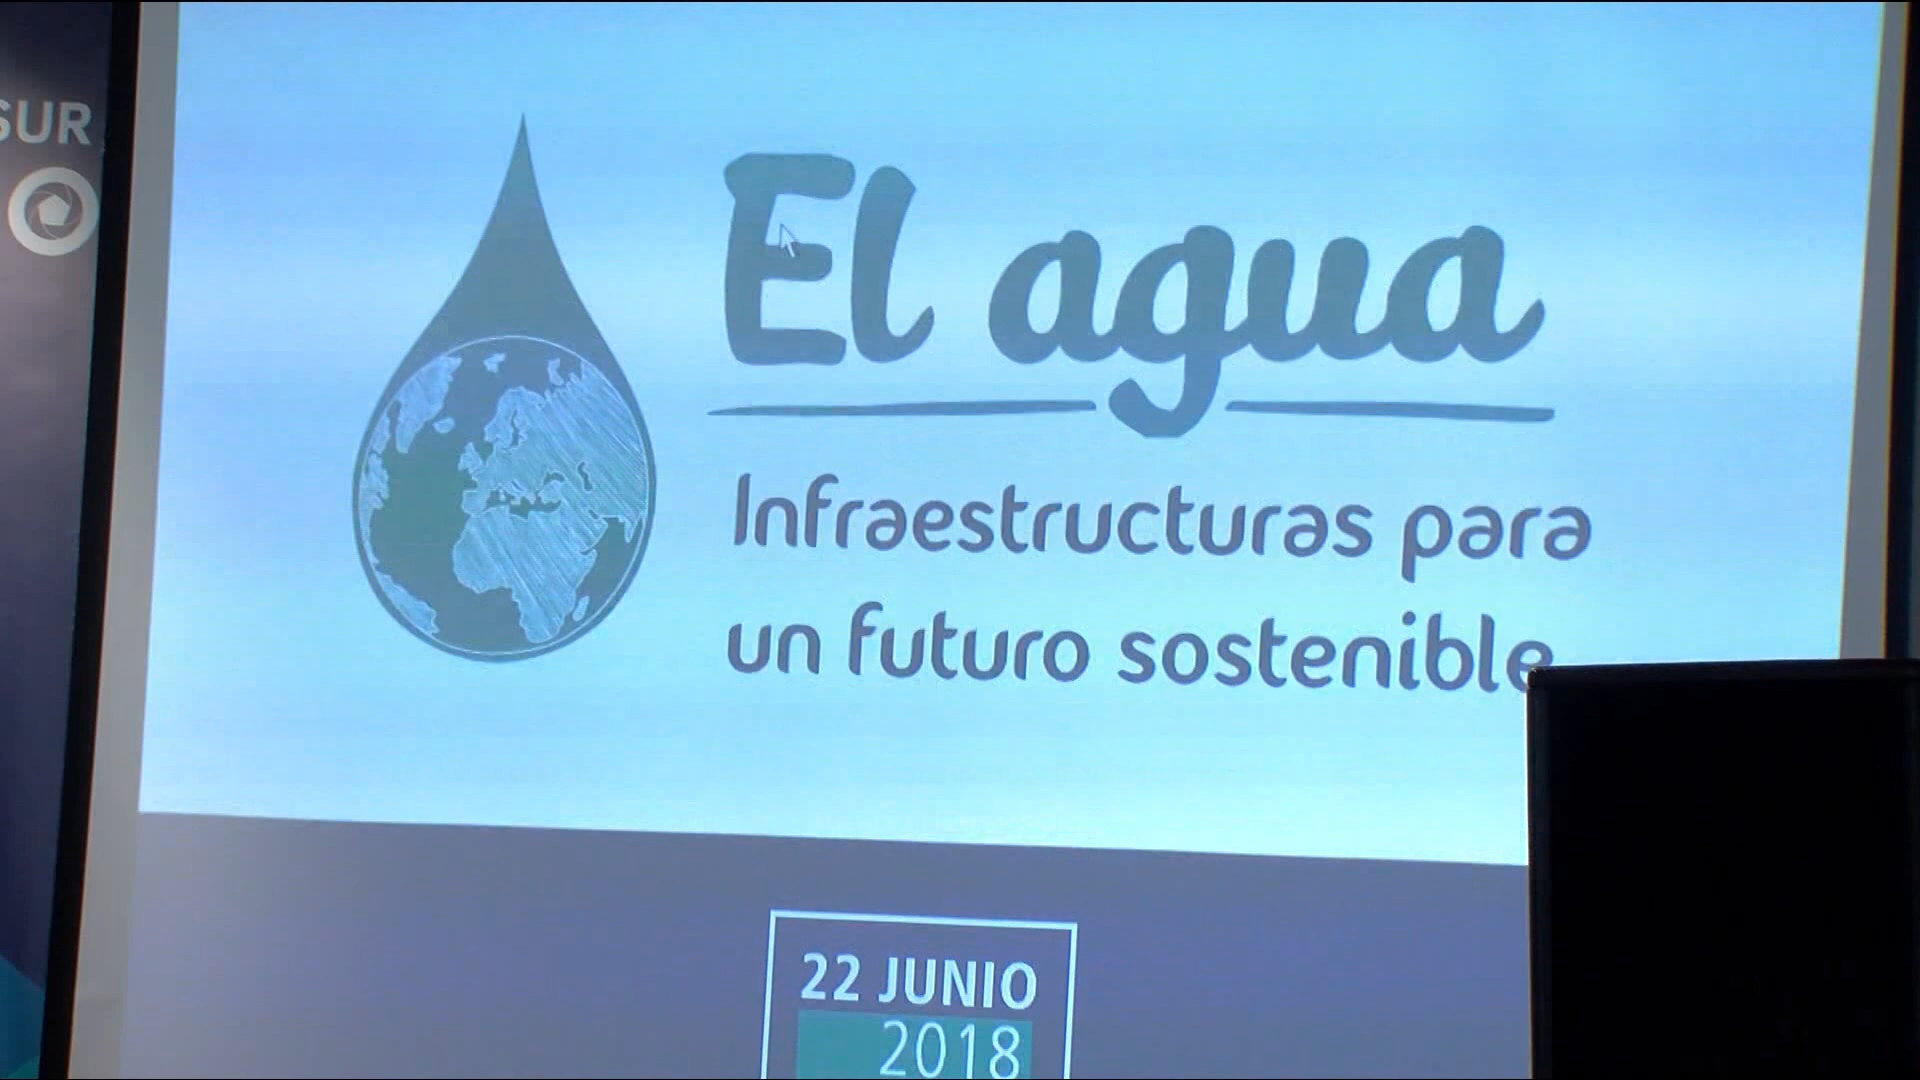 SUR
El agua
Infraestructuras para
un futuro sostenible
22 JUNIO
2018